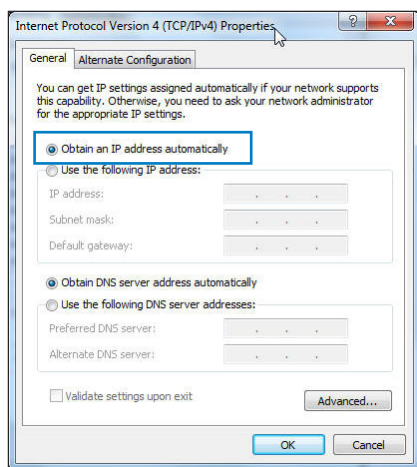 Internet Protocol Version 4 (TCP/IPv4) Properties
General
Alternate Configuration
You can get IP settings assigned automatically if your network supports
this capability. Otherwise, you need to ask your network administrator
for the appropriate IP settings.
Obtain an IP address automatically
Use the following IP address:
IP address:
Subnet mask:
Default gateway:
Obtain DNS server address automatically
Use the following DNS server addresses:
Preferred DNS server:
Alternate DNS server:
Validate settings upon exit
Advanced...
OK
Cancel